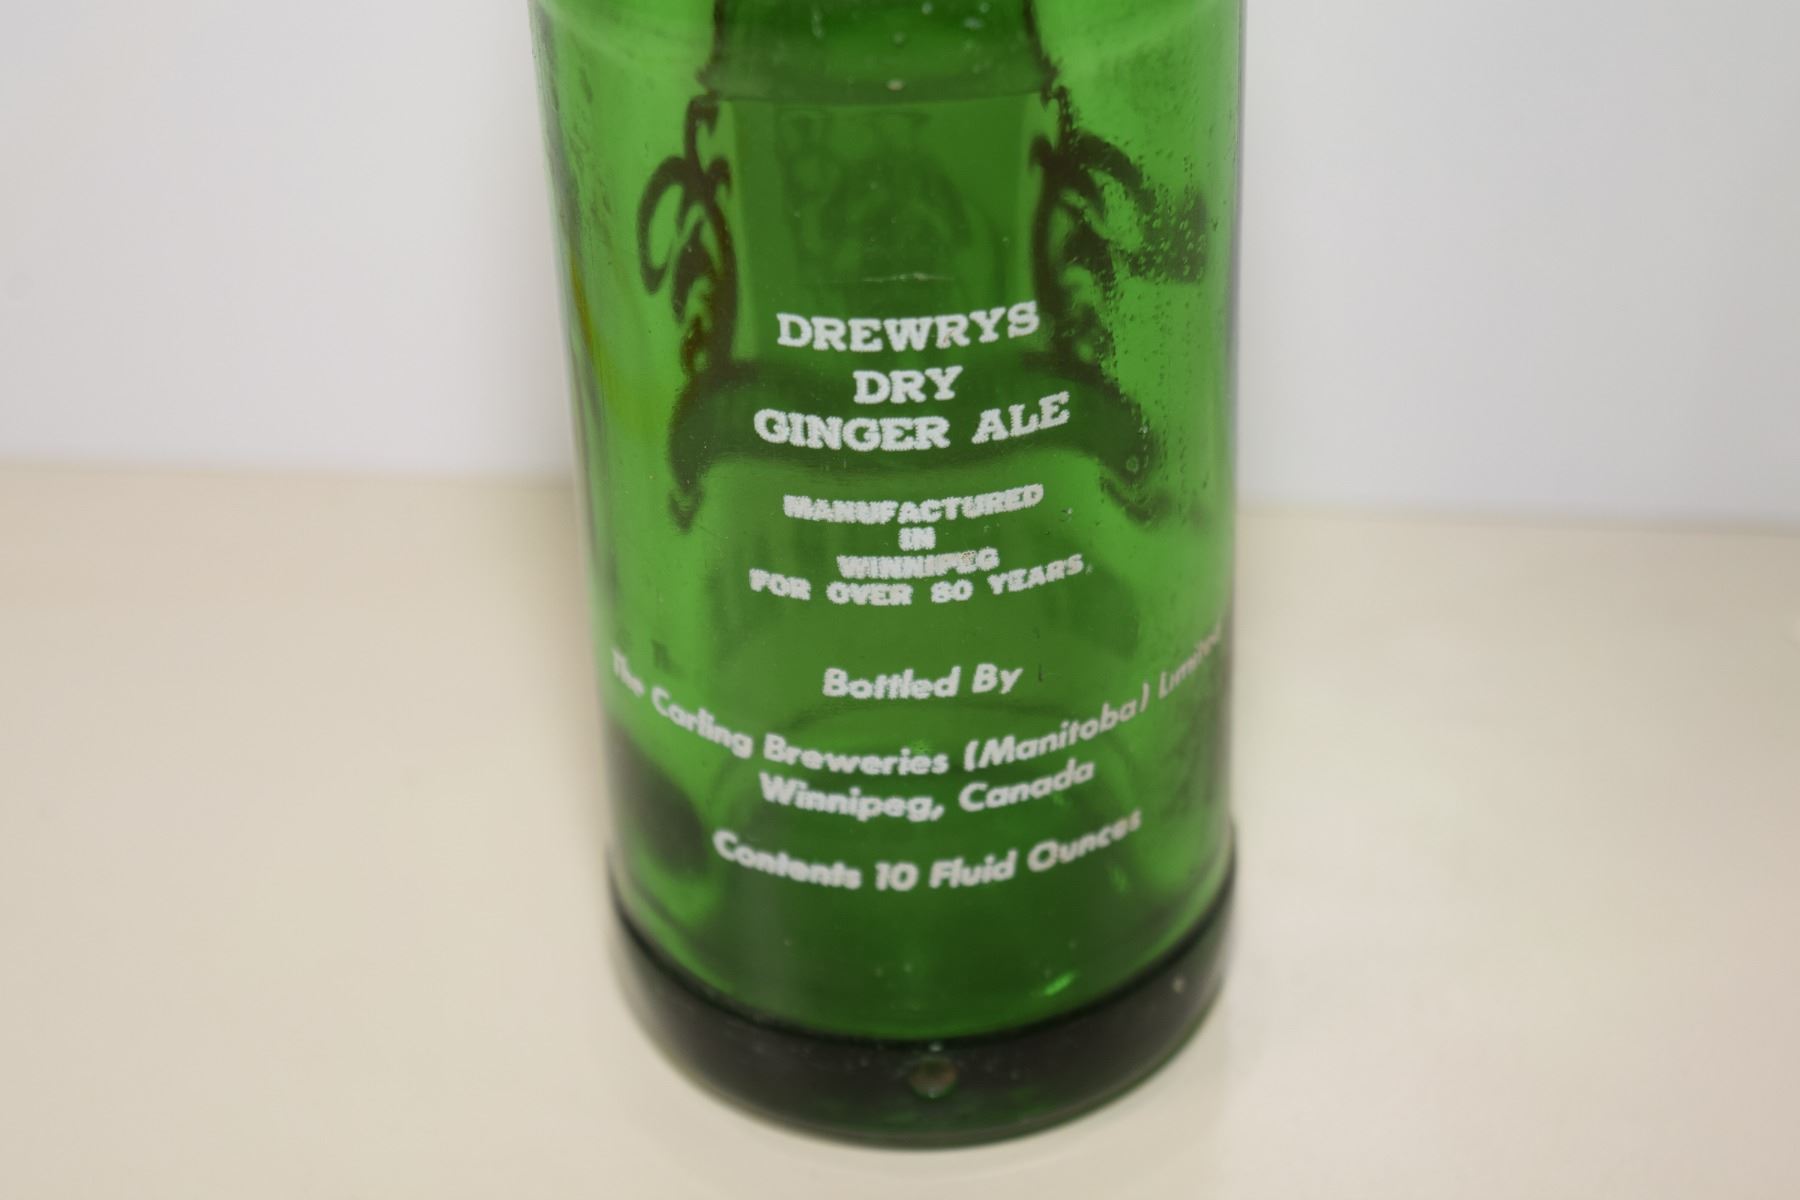 DREWRYS
DRY
GINGER ALE
MANUFACTURED
IN
WINNIPEG
FOR OVER 80 YEARS
Bottled By
The Carling Breweries (Manitoba) Limited
Winnipeg, Canada
Contents 10 Fluid Ounces